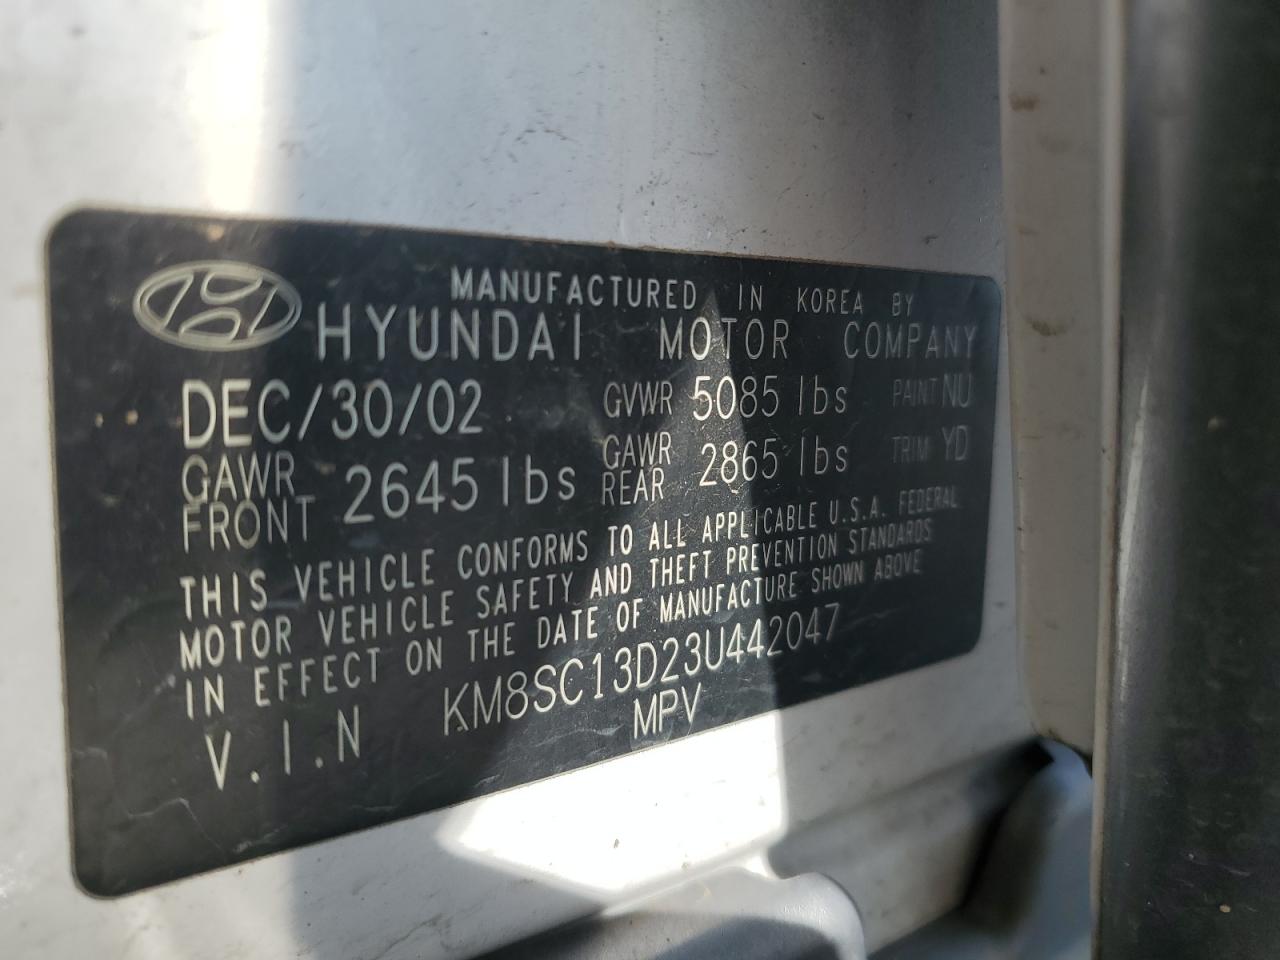 MANUFACTURED IN KOREA BY
HYUNDAI MOTOR COMPANY
DEC/30/02 GVWR 5085 lbs PAINT NU
GAWR FRONT 2645 lbs GAWR REAR 2865 lbs TRIM YD
THIS VEHICLE CONFORMS TO ALL APPLICABLE U.S.A. FEDERAL
MOTOR VEHICLE SAFETY AND THEFT PREVENTION STANDARDS
IN EFFECT ON THE DATE OF MANUFACTURE SHOWN ABOVE
V.I.N KM8SC13D23U442047
MPV